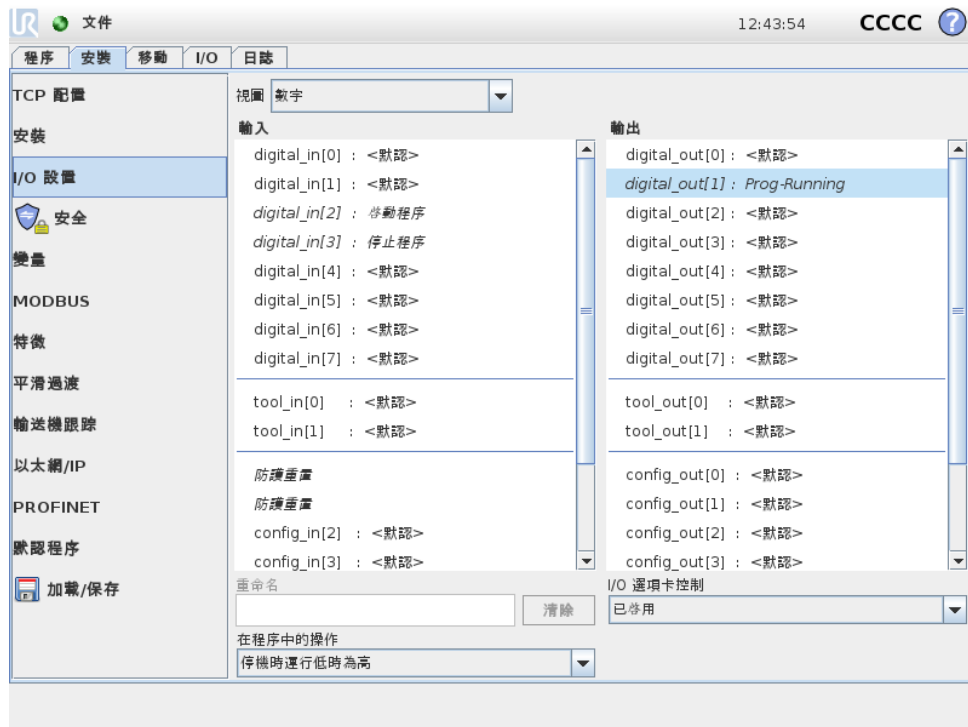 UR 文件 12:43:54 CCCC ?
程序 安裝 移動 I/O 日誌
TCP 配置
安裝
I/O 設置
安全
變量
MODBUS
特徵
平滑過渡
輸送機跟踪
以太網/IP
PROFINET
默認程序
加載/保存
視圖 數字
輸入
digital_in[0] : <默認>
digital_in[1] : <默認>
digital_in[2] : 啓動程序
digital_in[3] : 停止程序
digital_in[4] : <默認>
digital_in[5] : <默認>
digital_in[6] : <默認>
digital_in[7] : <默認>
tool_in[0] : <默認>
tool_in[1] : <默認>
防護重置
防護重置
config_in[2] : <默認>
config_in[3] : <默認>
重命名
清除
在程序中的操作
停機時運行低時為高
輸出
digital_out[0] : <默認>
digital_out[1] : Prog-Running
digital_out[2] : <默認>
digital_out[3] : <默認>
digital_out[4] : <默認>
digital_out[5] : <默認>
digital_out[6] : <默認>
digital_out[7] : <默認>
tool_out[0] : <默認>
tool_out[1] : <默認>
config_out[0] : <默認>
config_out[1] : <默認>
config_out[2] : <默認>
config_out[3] : <默認>
I/O 選項卡控制
已啓用